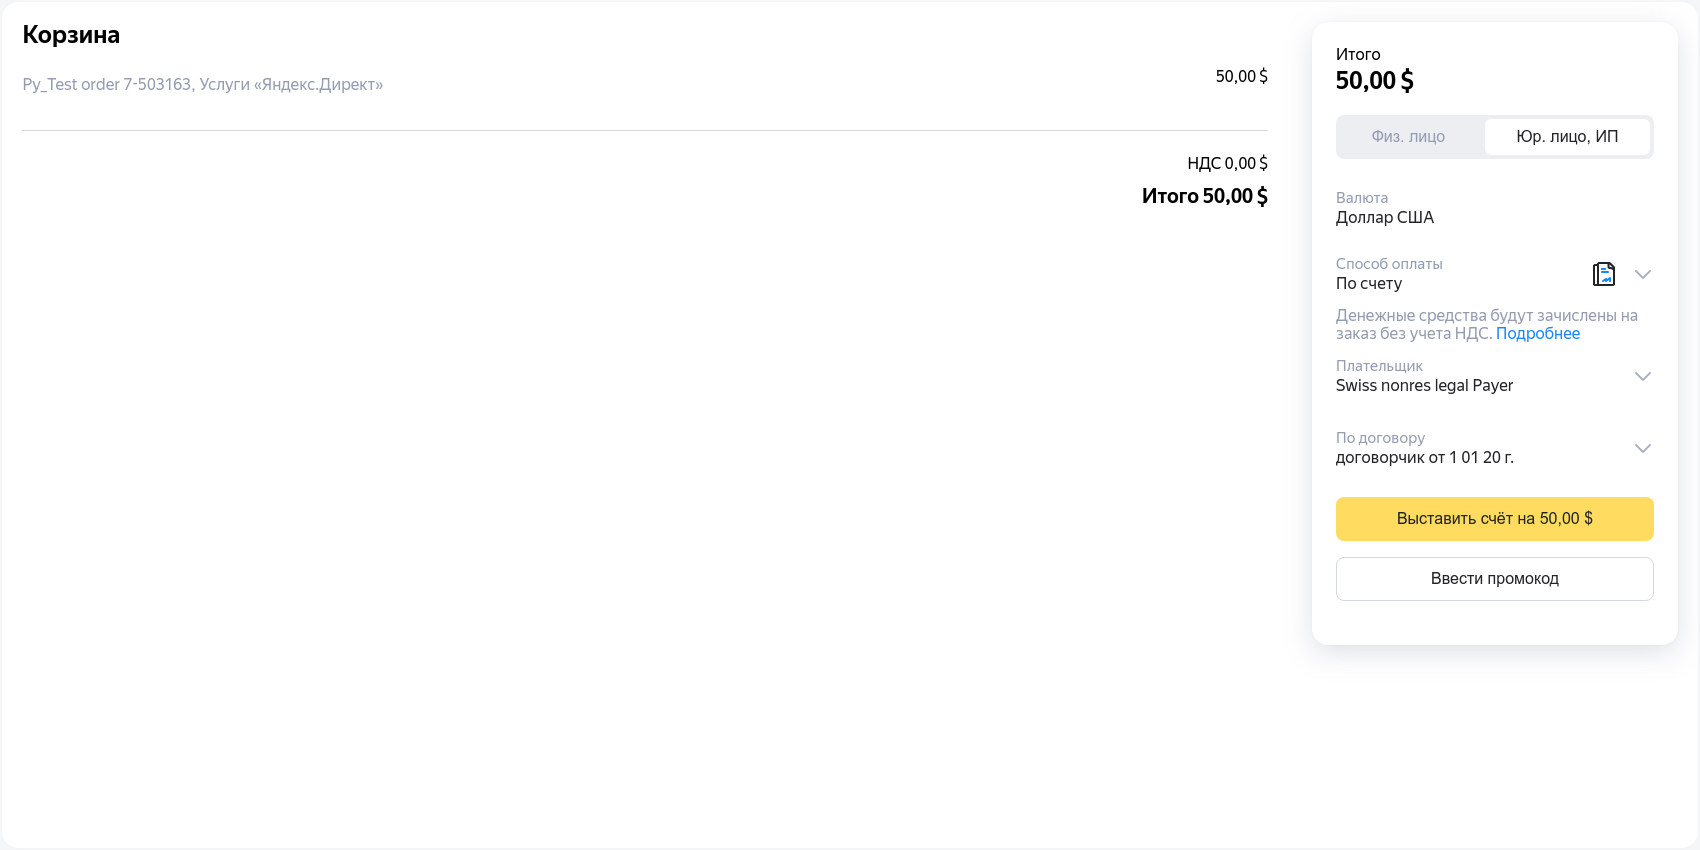 Корзина
Py_Test order 7-503163, Услуги «Яндекс.Директ»
50,00 $
НДС 0,00 $
Итого 50,00 $
Итого
50,00 $
Физ. лицо
Юр. лицо, ИП
Валюта
Доллар США
Способ оплаты
По счету
Денежные средства будут зачислены на
заказ без учета НДС. Подробнее
Плательщик
Swiss nonres legal Payer
По договору
договорчик от 1 01 20 г.
Выставить счёт на 50,00 $
Ввести промокод